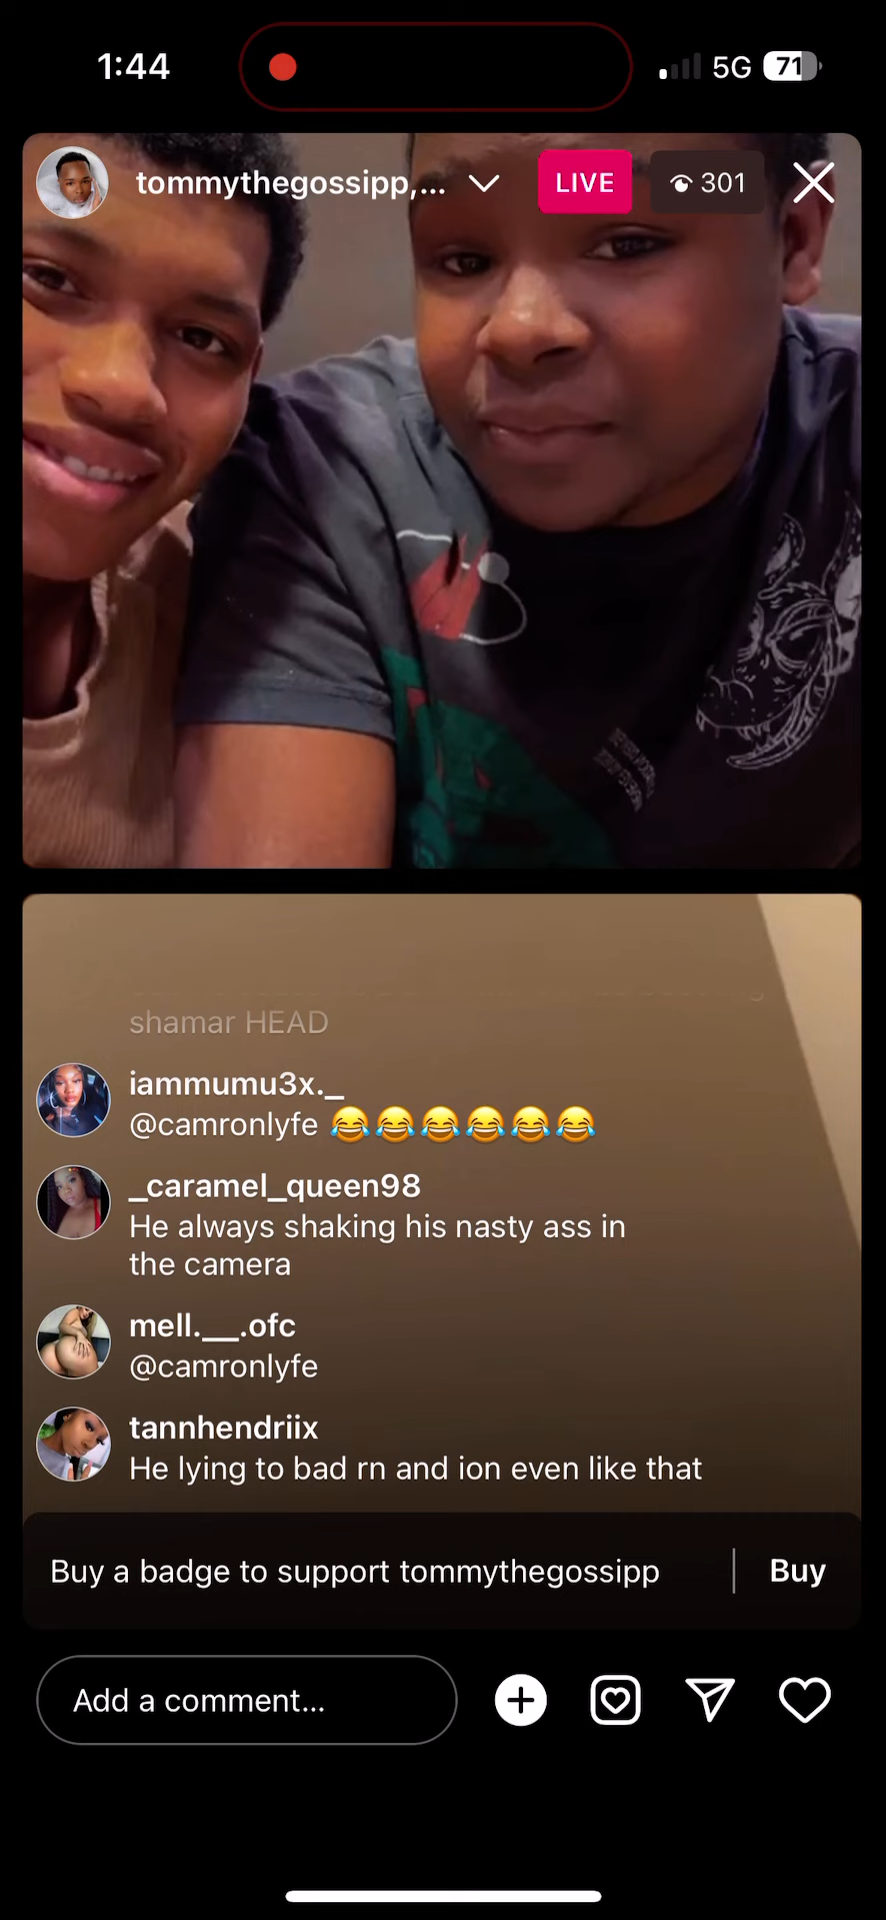 1:44
5G
71
tommythegossipp,...
LIVE
301
shamar HEAD
iammumu3x._
@camronlyfe 😂😂😂😂😂😂
_caramel_queen98
He always shaking his nasty ass in
the camera
mell.__.ofc
@camronlyfe
tannhendriix
He lying to bad rn and ion even like that
Buy a badge to support tommythegossipp
Buy
Add a comment...